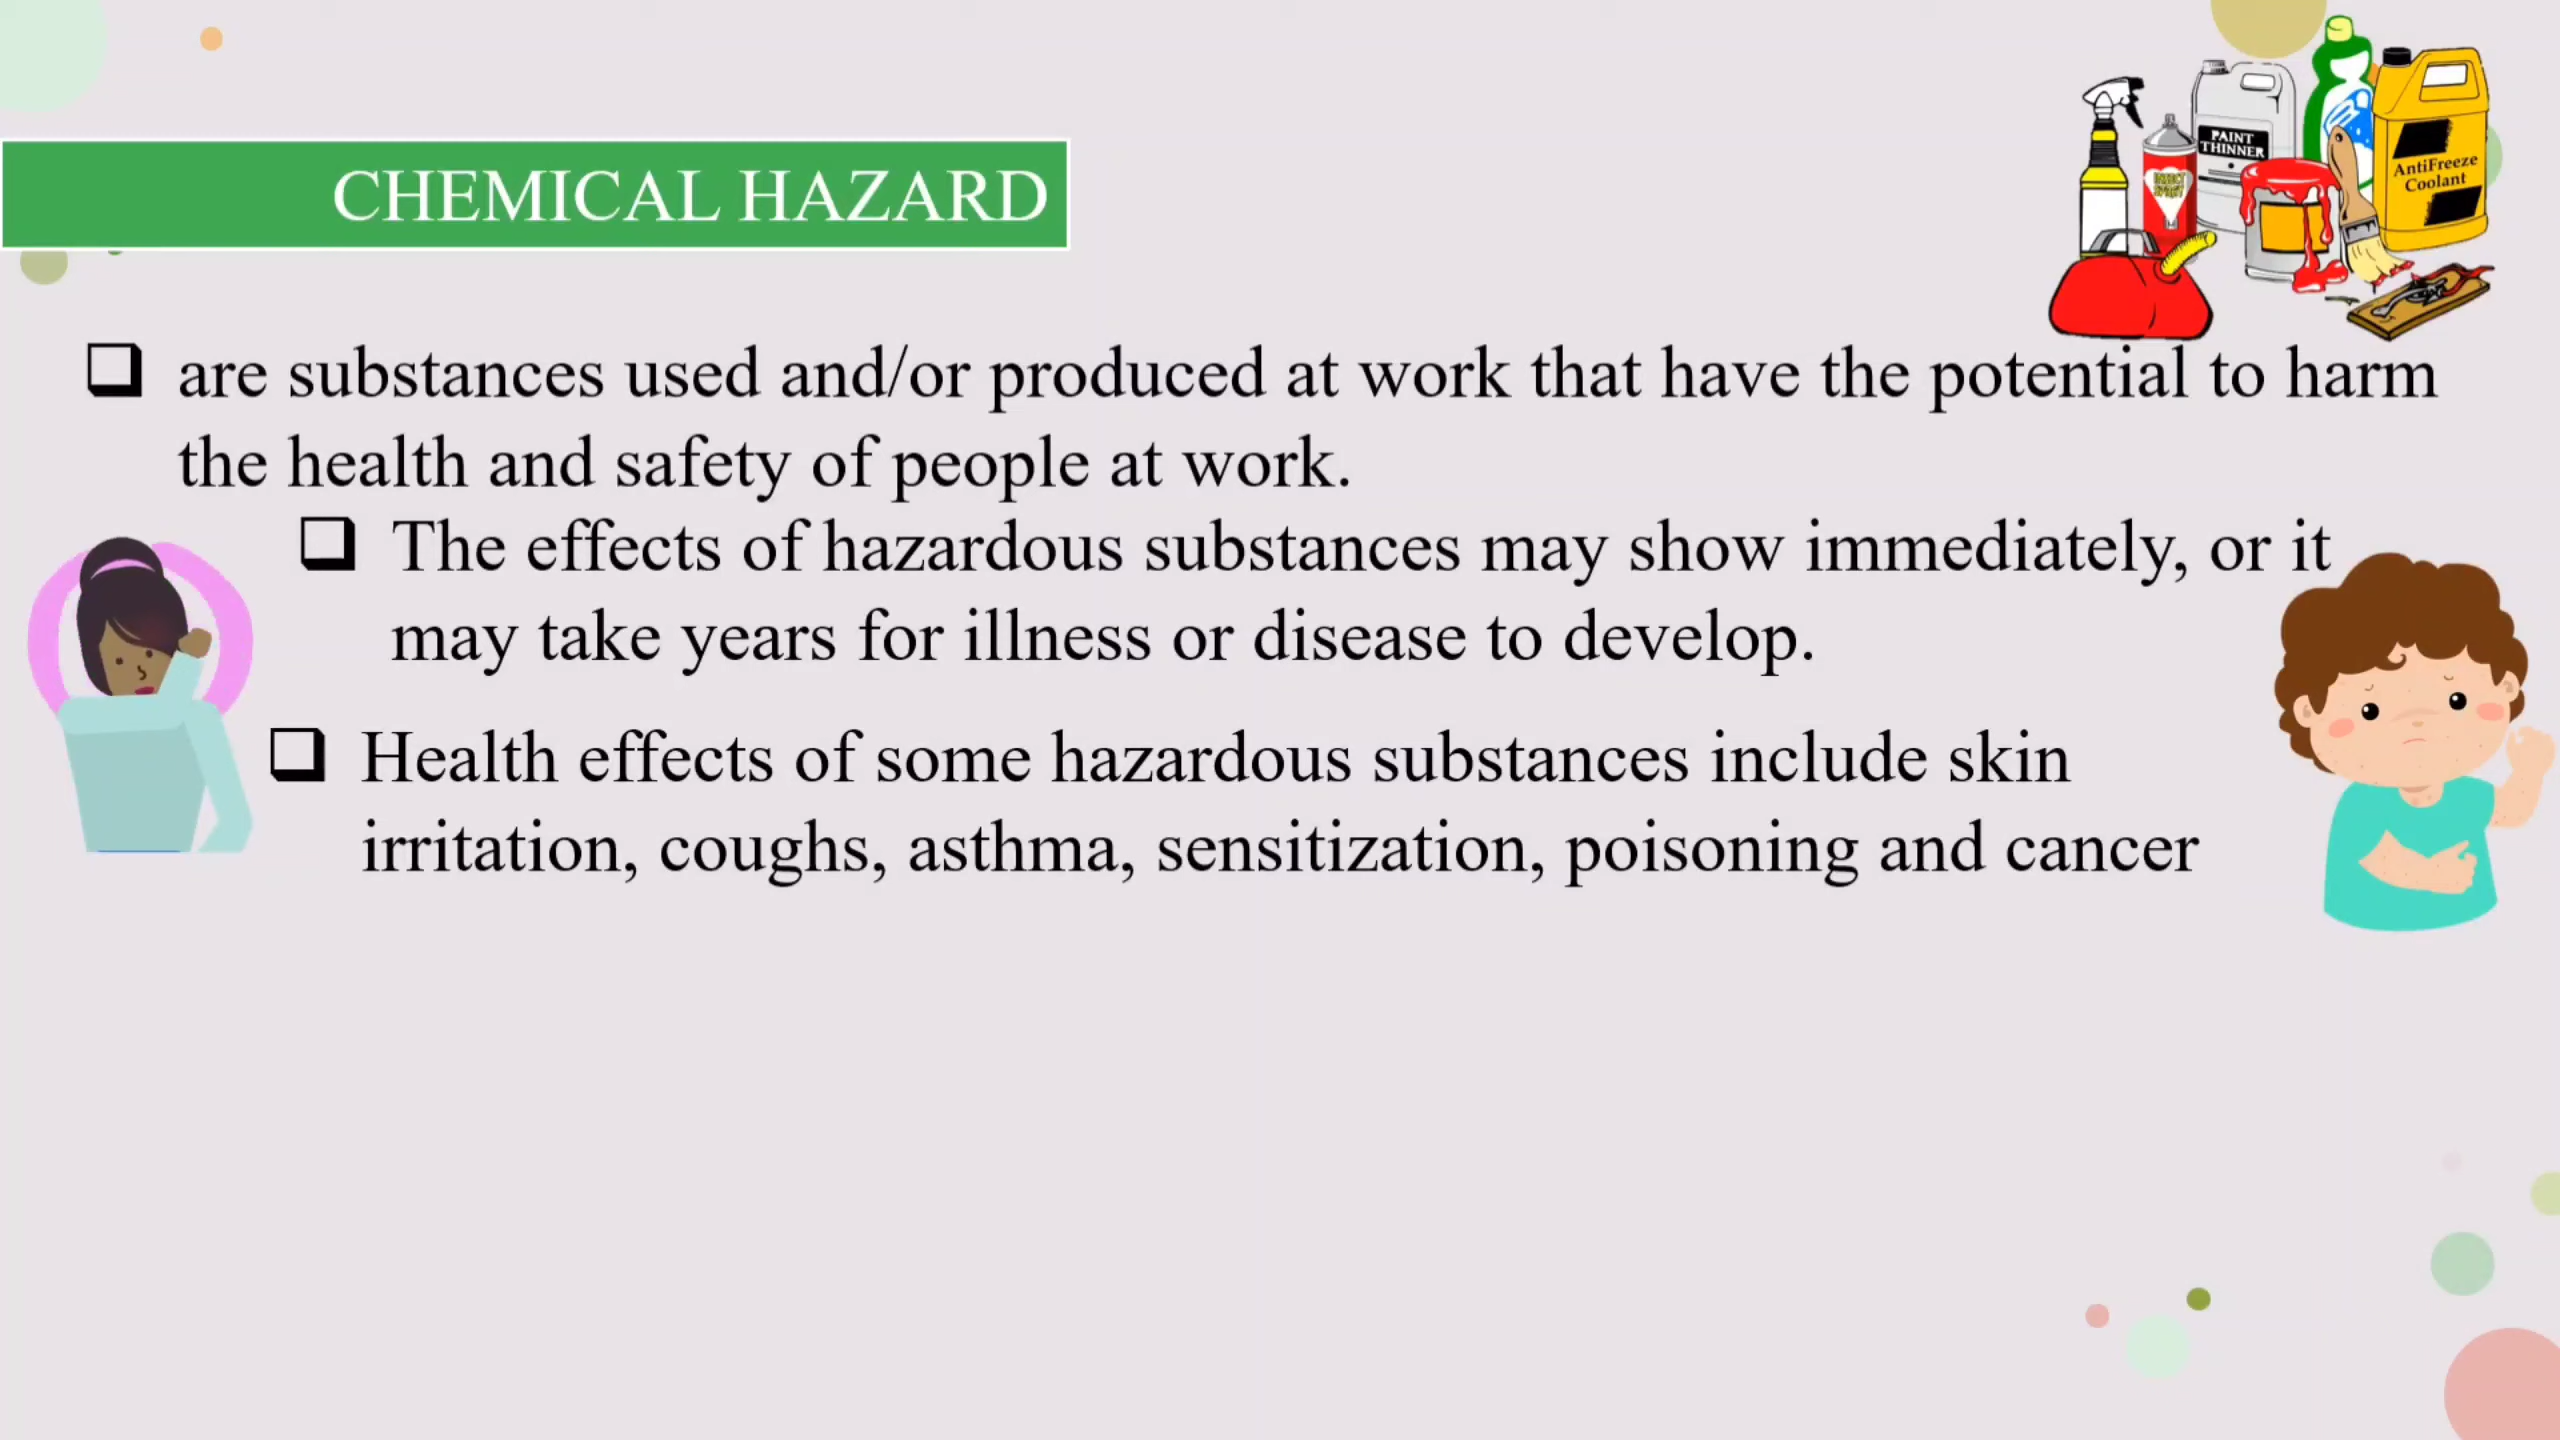 CHEMICAL HAZARD
PAINT
THINNER
INSECT
SPRAY
AntiFreeze
Coolant
❑ are substances used and/or produced at work that have the potential to harm
the health and safety of people at work.
❑ The effects of hazardous substances may show immediately, or it
may take years for illness or disease to develop.
❑ Health effects of some hazardous substances include skin
irritation, coughs, asthma, sensitization, poisoning and cancer